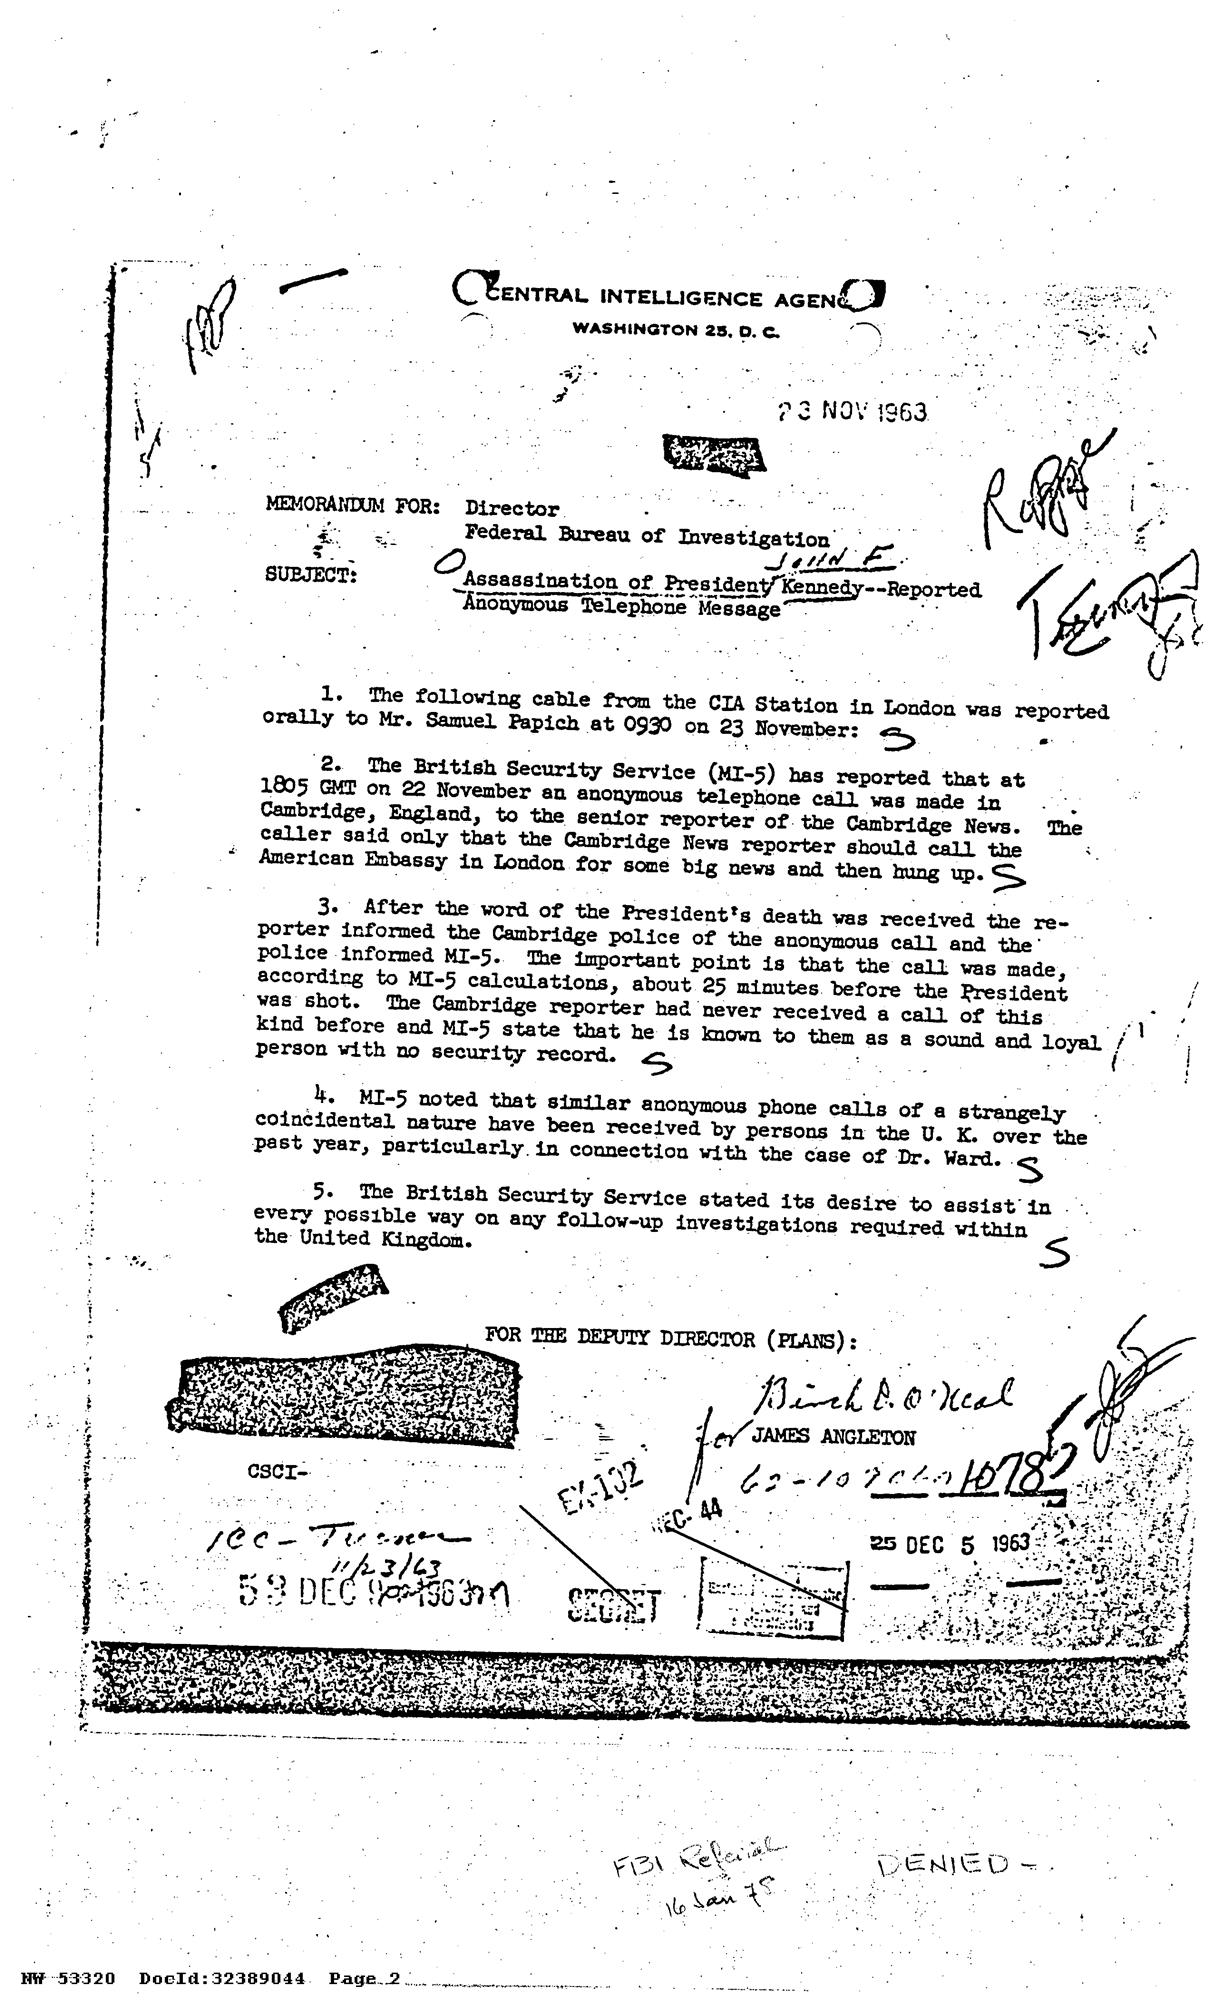 CENTRAL INTELLIGENCE AGENC
WASHINGTON 25, D. C.
23 NOV 1963
MEMORANDUM FOR: Director
Federal Bureau of Investigation
JOHN F.
SUBJECT: Assassination of President Kennedy--Reported
Anonymous Telephone Message
1. The following cable from the CIA Station in London was reported
orally to Mr. Samuel Papich at 0930 on 23 November: S
2. The British Security Service (MI-5) has reported that at
1805 GMT on 22 November an anonymous telephone call was made in
Cambridge, England, to the senior reporter of the Cambridge News. The
caller said only that the Cambridge News reporter should call the
American Embassy in London for some big news and then hung up. S
3. After the word of the President's death was received the re-
porter informed the Cambridge police of the anonymous call and the
police informed MI-5. The important point is that the call was made,
according to MI-5 calculations, about 25 minutes before the President
was shot. The Cambridge reporter had never received a call of this
kind before and MI-5 state that he is known to them as a sound and loyal
person with no security record. S
4. MI-5 noted that similar anonymous phone calls of a strangely
coincidental nature have been received by persons in the U. K. over the
past year, particularly in connection with the case of Dr. Ward. S
5. The British Security Service stated its desire to assist in
every possible way on any follow-up investigations required within
the United Kingdom. S
FOR THE DEPUTY DIRECTOR (PLANS):
Birch D. O'Neal
for JAMES ANGLETON
CSCI-
EX-102
REC-44
25 DEC 5 1963
1CC-Turner
11/23/63
SECRET
FBI Referral
16 Jan 75
DENIED -
NW 53320 DocId:32389044 Page 2